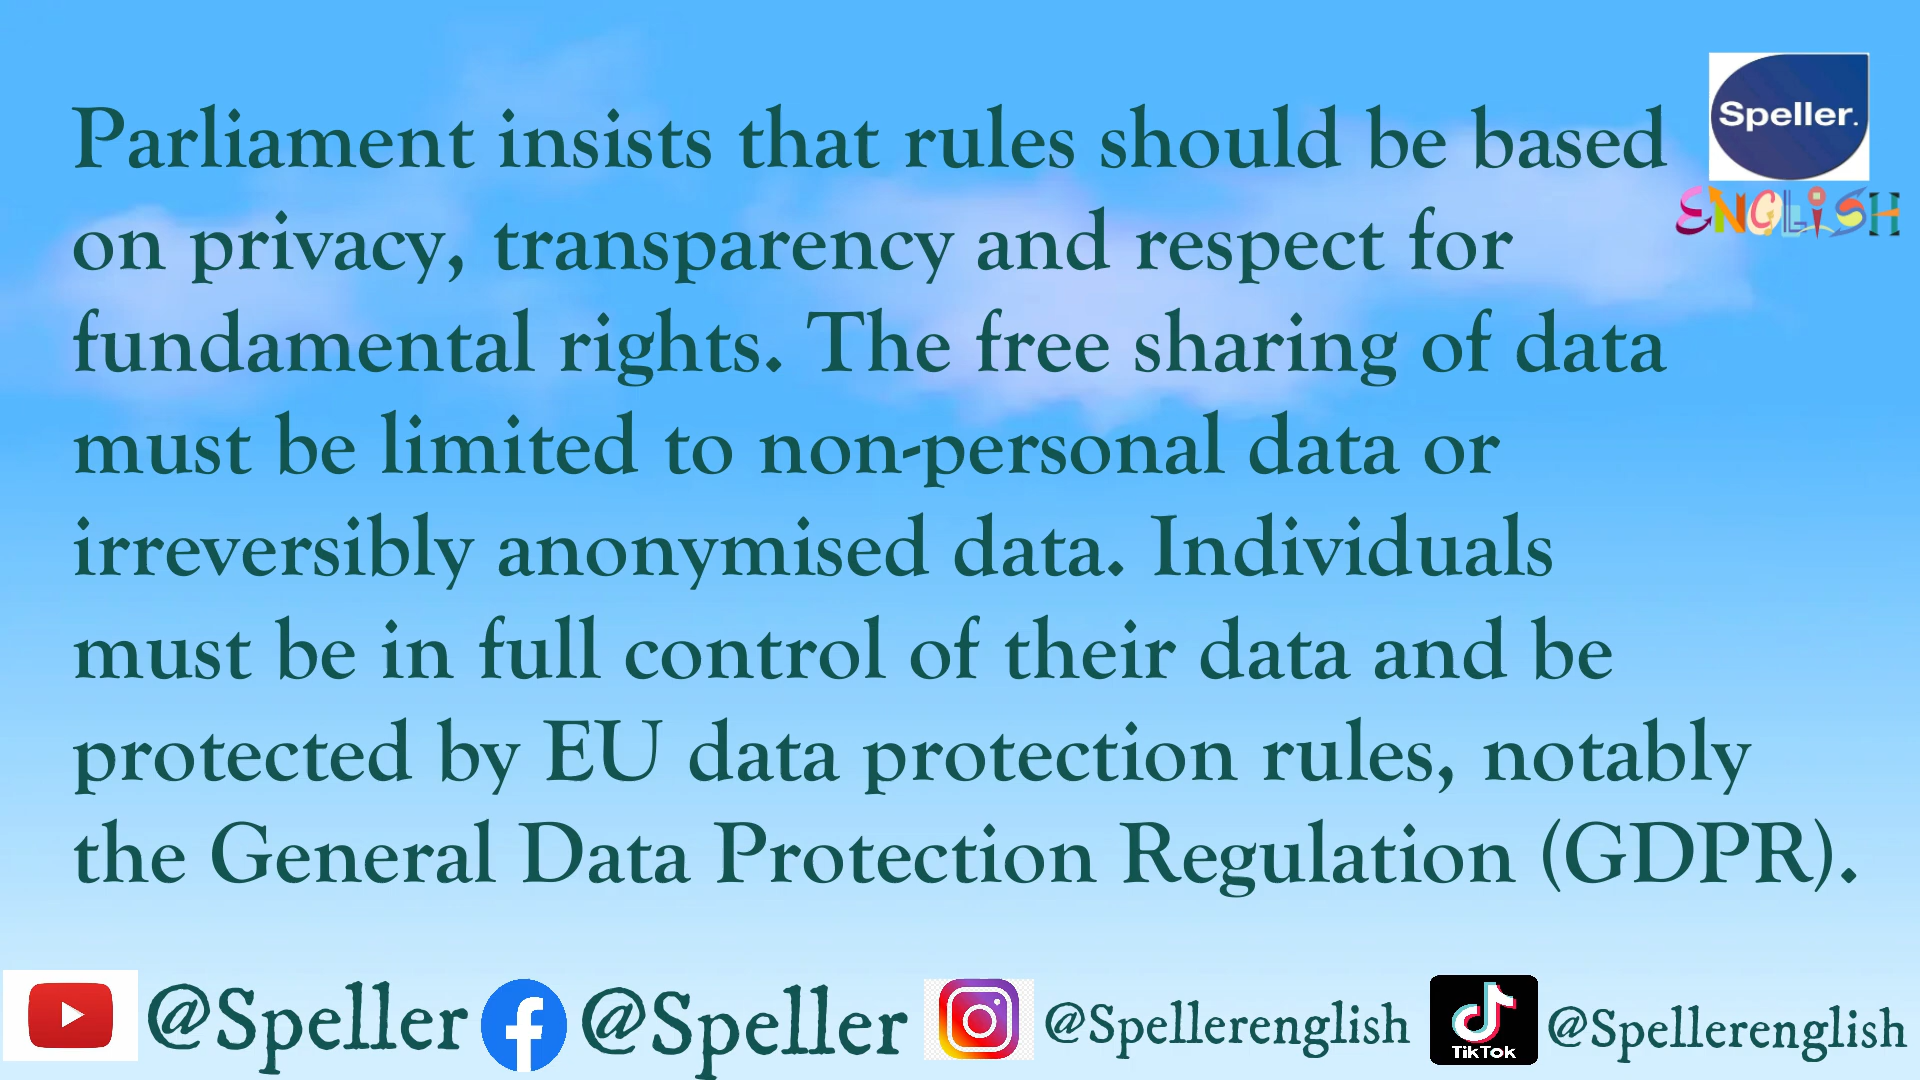 Parliament insists that rules should be based
on privacy, transparency and respect for
fundamental rights. The free sharing of data
must be limited to non-personal data or
irreversibly anonymised data. Individuals
must be in full control of their data and be
protected by EU data protection rules, notably
the General Data Protection Regulation (GDPR).
Speller.
ENGLISH
@Speller @Speller @Spellerenglish TikTok @Spellerenglish